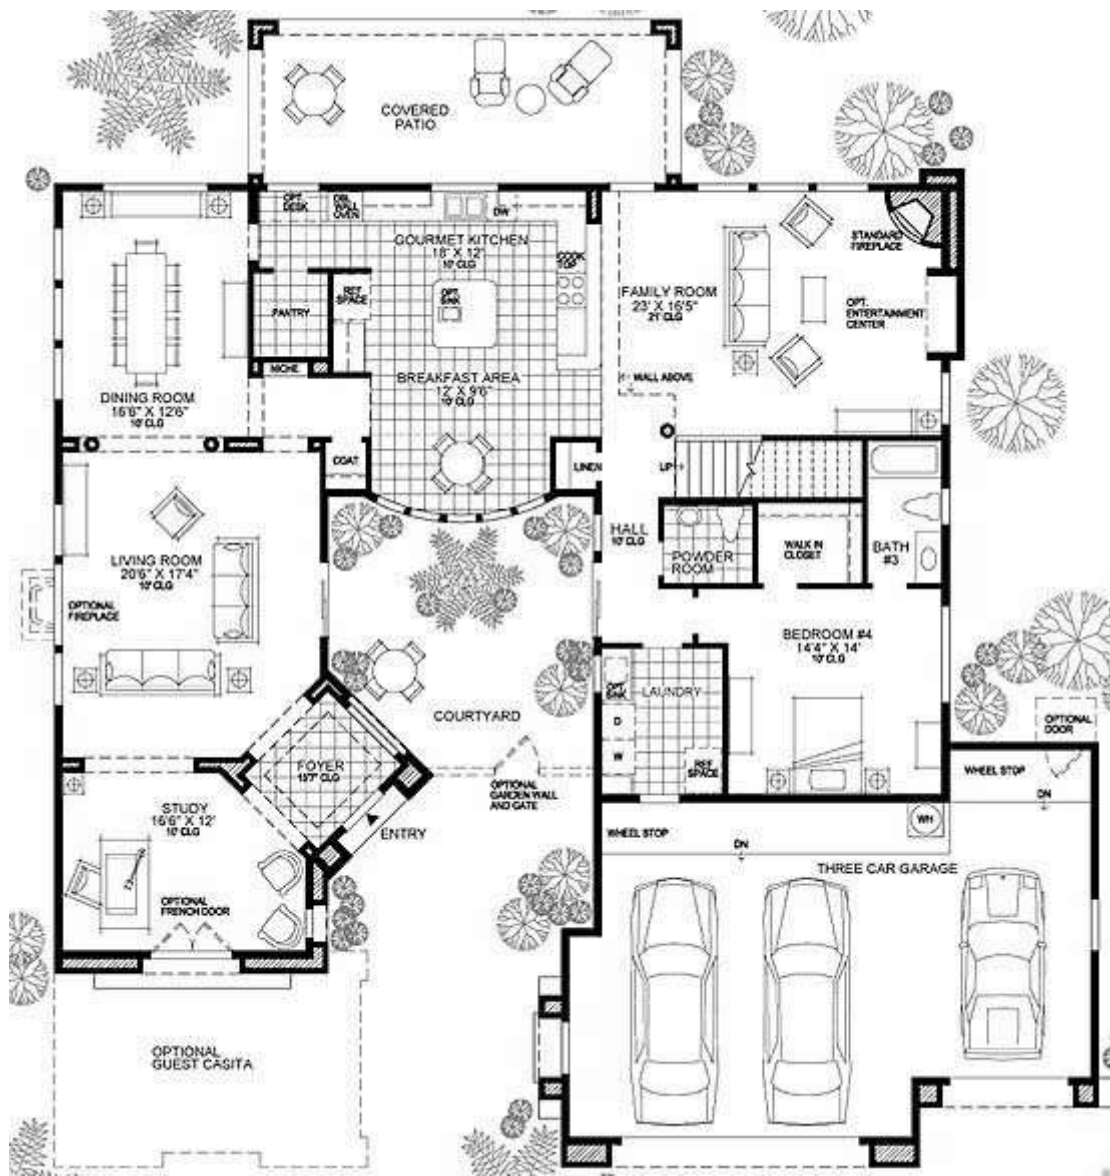 COVERED
PATIO
OPT.
DESK
DBL
WALL
OVEN
DW
GOURMET KITCHEN
18' X 12'
10' CLG
COOK
TOP
STANDARD
FIREPLACE
PANTRY
REF
SPACE
OPT.
SINK
FAMILY ROOM
23' X 16'5"
21' CLG
OPT.
ENTERTAINMENT
CENTER
NICHE
BREAKFAST AREA
12' X 9'6"
10' CLG
WALL ABOVE
DINING ROOM
16'6" X 12'6"
10' CLG
COAT
LINEN
UP
LIVING ROOM
20'6" X 17'4"
10' CLG
HALL
10' CLG
POWDER
ROOM
WALK IN
CLOSET
BATH
#3
OPTIONAL
FIREPLACE
BEDROOM #4
14'4" X 14'
10' CLG
OPT.
SINK
LAUNDRY
D
W
REF
SPACE
COURTYARD
OPTIONAL
DOOR
FOYER
13'7" CLG
OPTIONAL
GARDEN WALL
AND GATE
WHEEL STOP
DN
STUDY
16'6" X 12'
10' CLG
ENTRY
WHEEL STOP
DN
WH
THREE CAR GARAGE
OPTIONAL
FRENCH DOOR
OPTIONAL
GUEST CASITA